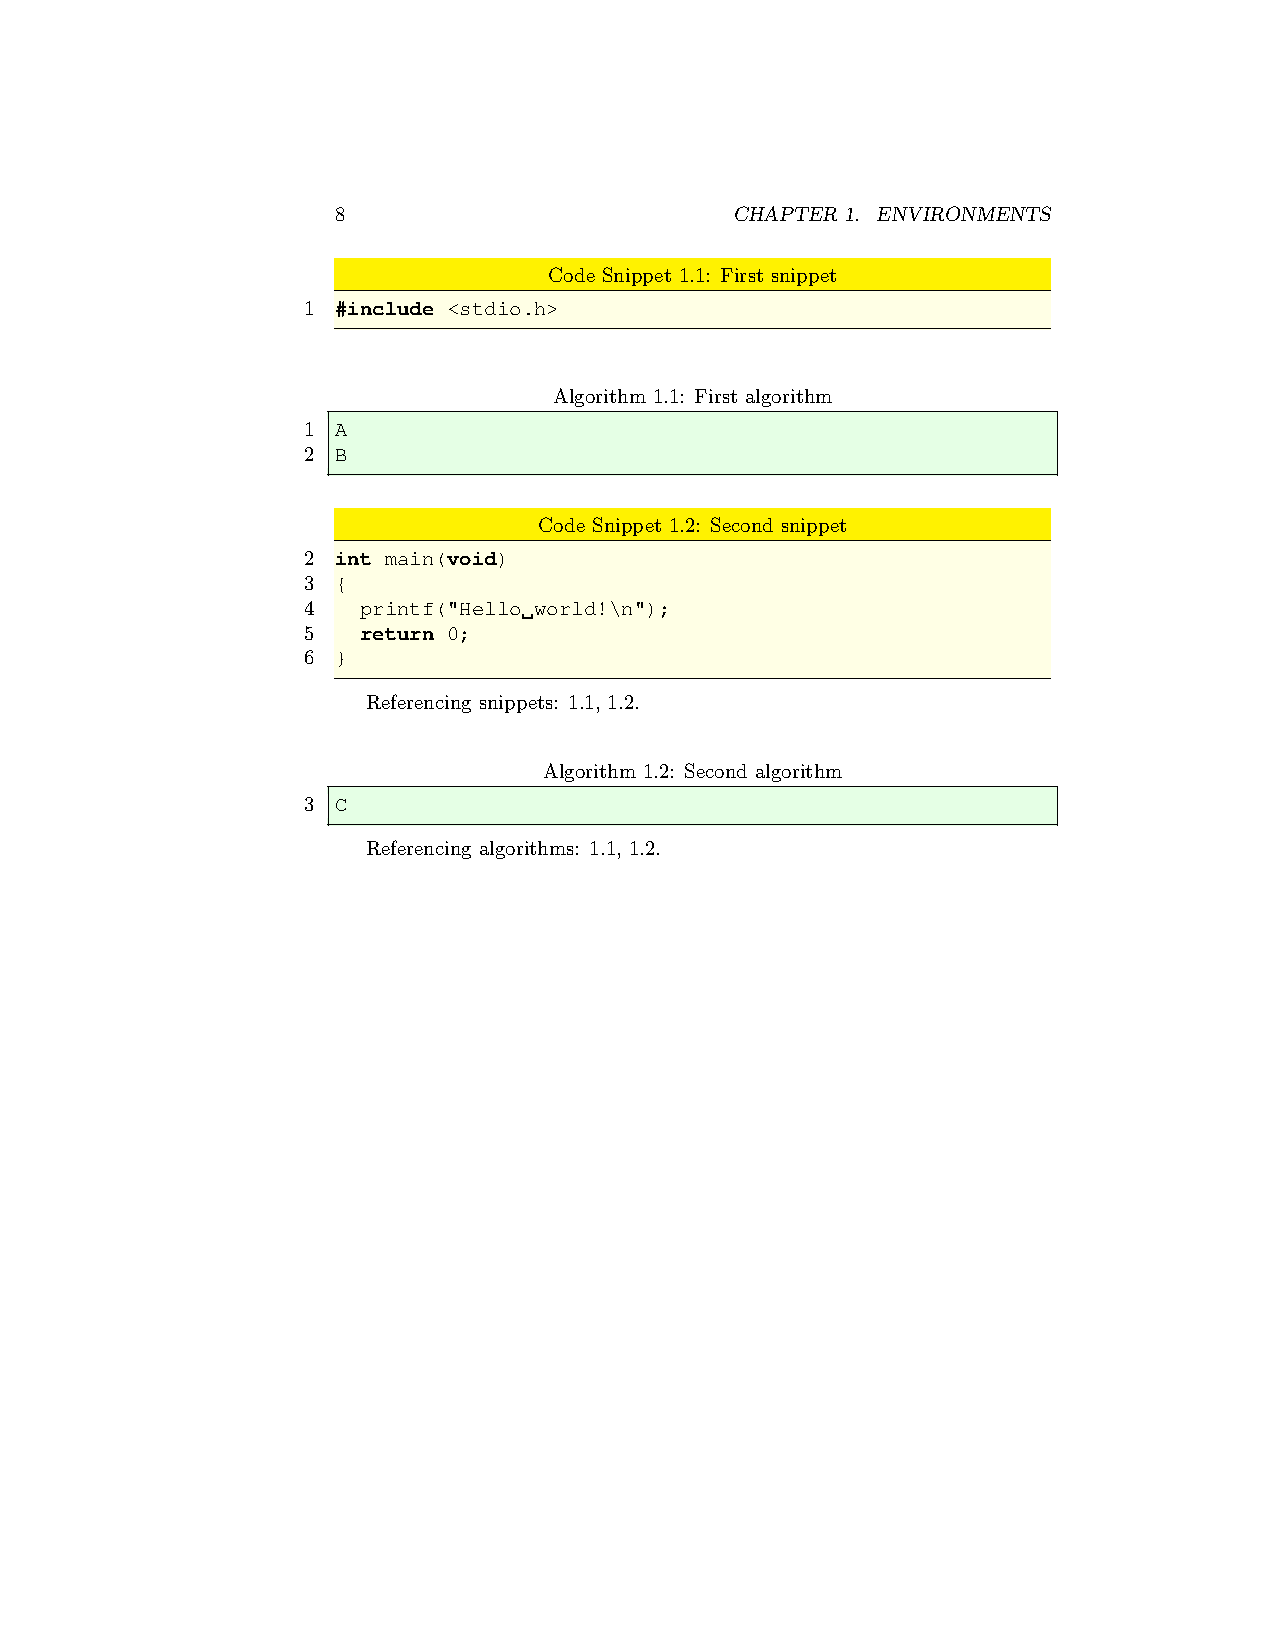 8 CHAPTER 1. ENVIRONMENTS
Code Snippet 1.1: First snippet
1 #include <stdio.h>
Algorithm 1.1: First algorithm
1 A
2 B
Code Snippet 1.2: Second snippet
2 int main(void)
3 {
4   printf("Hello␣world!\n");
5   return 0;
6 }
Referencing snippets: 1.1, 1.2.
Algorithm 1.2: Second algorithm
3 C
Referencing algorithms: 1.1, 1.2.